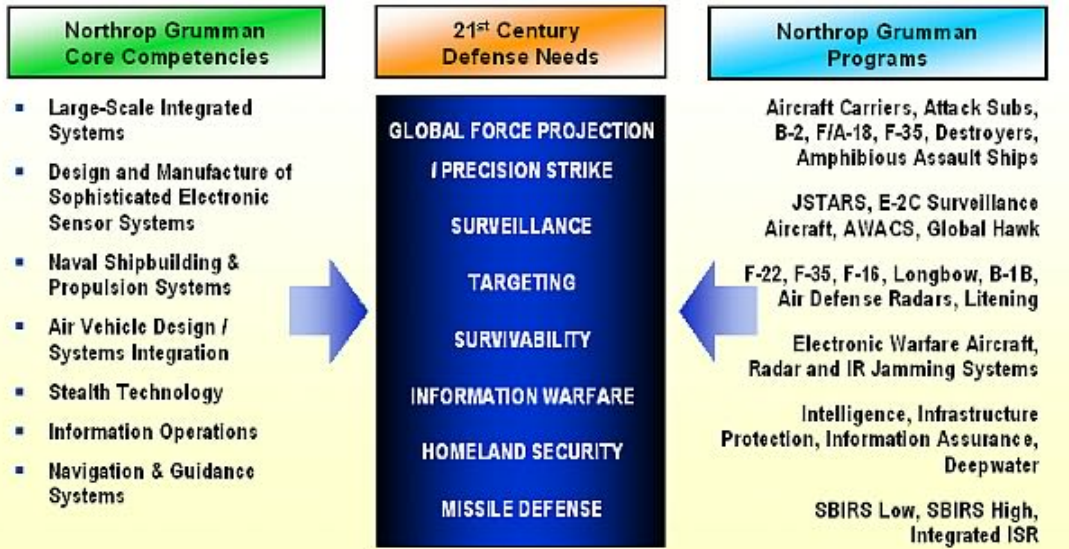 Northrop Grumman
Core Competencies
Large-Scale Integrated
Systems
Design and Manufacture of
Sophisticated Electronic
Sensor Systems
Naval Shipbuilding &
Propulsion Systems
Air Vehicle Design /
Systems Integration
Stealth Technology
Information Operations
Navigation & Guidance
Systems
21st Century
Defense Needs
GLOBAL FORCE PROJECTION
/ PRECISION STRIKE
SURVEILLANCE
TARGETING
SURVIVABILITY
INFORMATION WARFARE
HOMELAND SECURITY
MISSILE DEFENSE
Northrop Grumman
Programs
Aircraft Carriers, Attack Subs,
B-2, F/A-18, F-35, Destroyers,
Amphibious Assault Ships
JSTARS, E-2C Surveillance
Aircraft, AWACS, Global Hawk
F-22, F-35, F-16, Longbow, B-1B,
Air Defense Radars, Litening
Electronic Warfare Aircraft,
Radar and IR Jamming Systems
Intelligence, Infrastructure
Protection, Information Assurance,
Deepwater
SBIRS Low, SBIRS High,
Integrated ISR